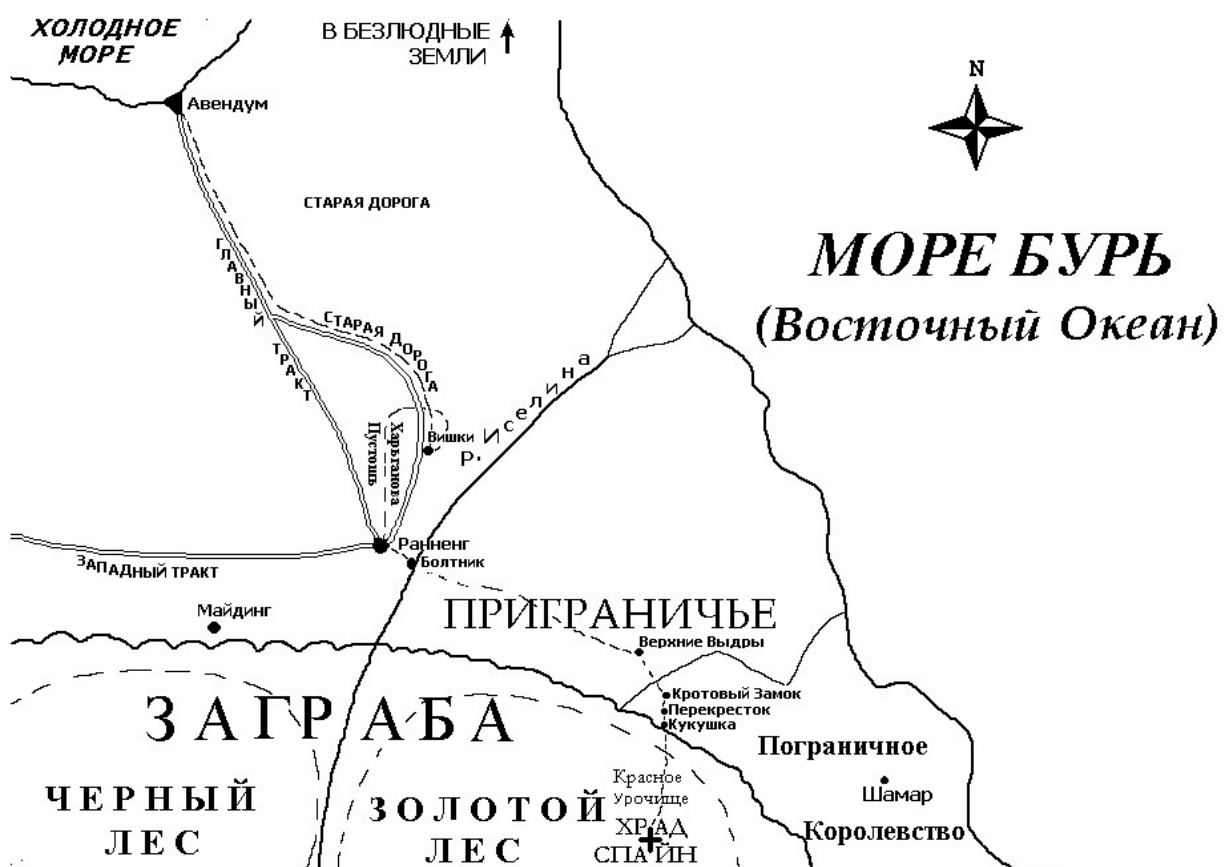 ХОЛОДНОЕ
МОРЕ
В БЕЗЛЮДНЫЕ
ЗЕМЛИ
N
Авендум
СТАРАЯ ДОРОГА
МОРЕ БУРЬ
(Восточный Океан)
ГЛАВНЫЙ ТРАКТ
СТАРАЯ ДОРОГА
Р. Иселина
Вишки
Харьганова
Пустошь
Ранненг
Болтник
ЗАПАДНЫЙ ТРАКТ
Майдинг
ПРИГРАНИЧЬЕ
Верхние Выдры
Кротовый Замок
Перекресток
Кукушка
ЗАГРАБА
Пограничное
Королевство
Шамар
ЧЕРНЫЙ
ЛЕС
ЗОЛОТОЙ
ЛЕС
Красное
Урочище
ХРАД
СПАЙН